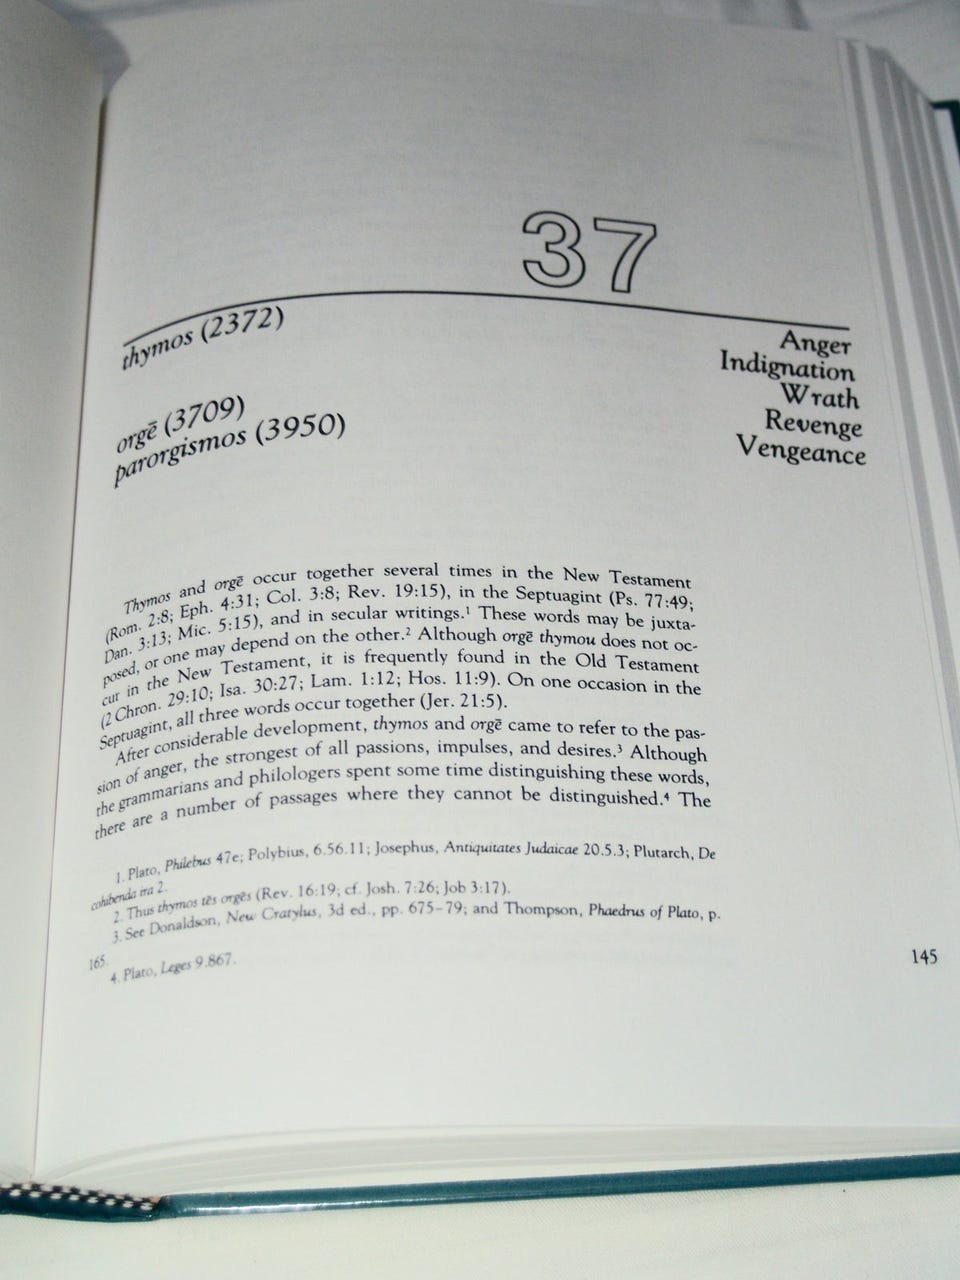 37
thymos (2372)
orgē (3709)
parorgismos (3950)
Anger
Indignation
Wrath
Revenge
Vengeance
Thymos and orgē occur together several times in the New Testament
(Rom. 2:8; Eph. 4:31; Col. 3:8; Rev. 19:15), in the Septuagint (Ps. 77:49;
Dan. 3:13; Mic. 5:15), and in secular writings.¹ These words may be juxta-
posed, or one may depend on the other.² Although orgē thymou does not oc-
cur in the New Testament, it is frequently found in the Old Testament
(2 Chron. 29:10; Isa. 30:27; Lam. 1:12; Hos. 11:9). On one occasion in the
Septuagint, all three words occur together (Jer. 21:5).
After considerable development, thymos and orgē came to refer to the pas-
sion of anger, the strongest of all passions, impulses, and desires.³ Although
the grammarians and philologers spent some time distinguishing these words,
there are a number of passages where they cannot be distinguished.⁴ The
1. Plato, Philebus 47e; Polybius, 6.56.11; Josephus, Antiquitates Judaicae 20.5.3; Plutarch, De
cohibenda ira 2.
2. Thus thymos tēs orgēs (Rev. 16:19; cf. Josh. 7:26; Job 3:17).
3. See Donaldson, New Cratylus, 3d ed., pp. 675–79; and Thompson, Phaedrus of Plato, p.
165.
4. Plato, Leges 9.867.
145